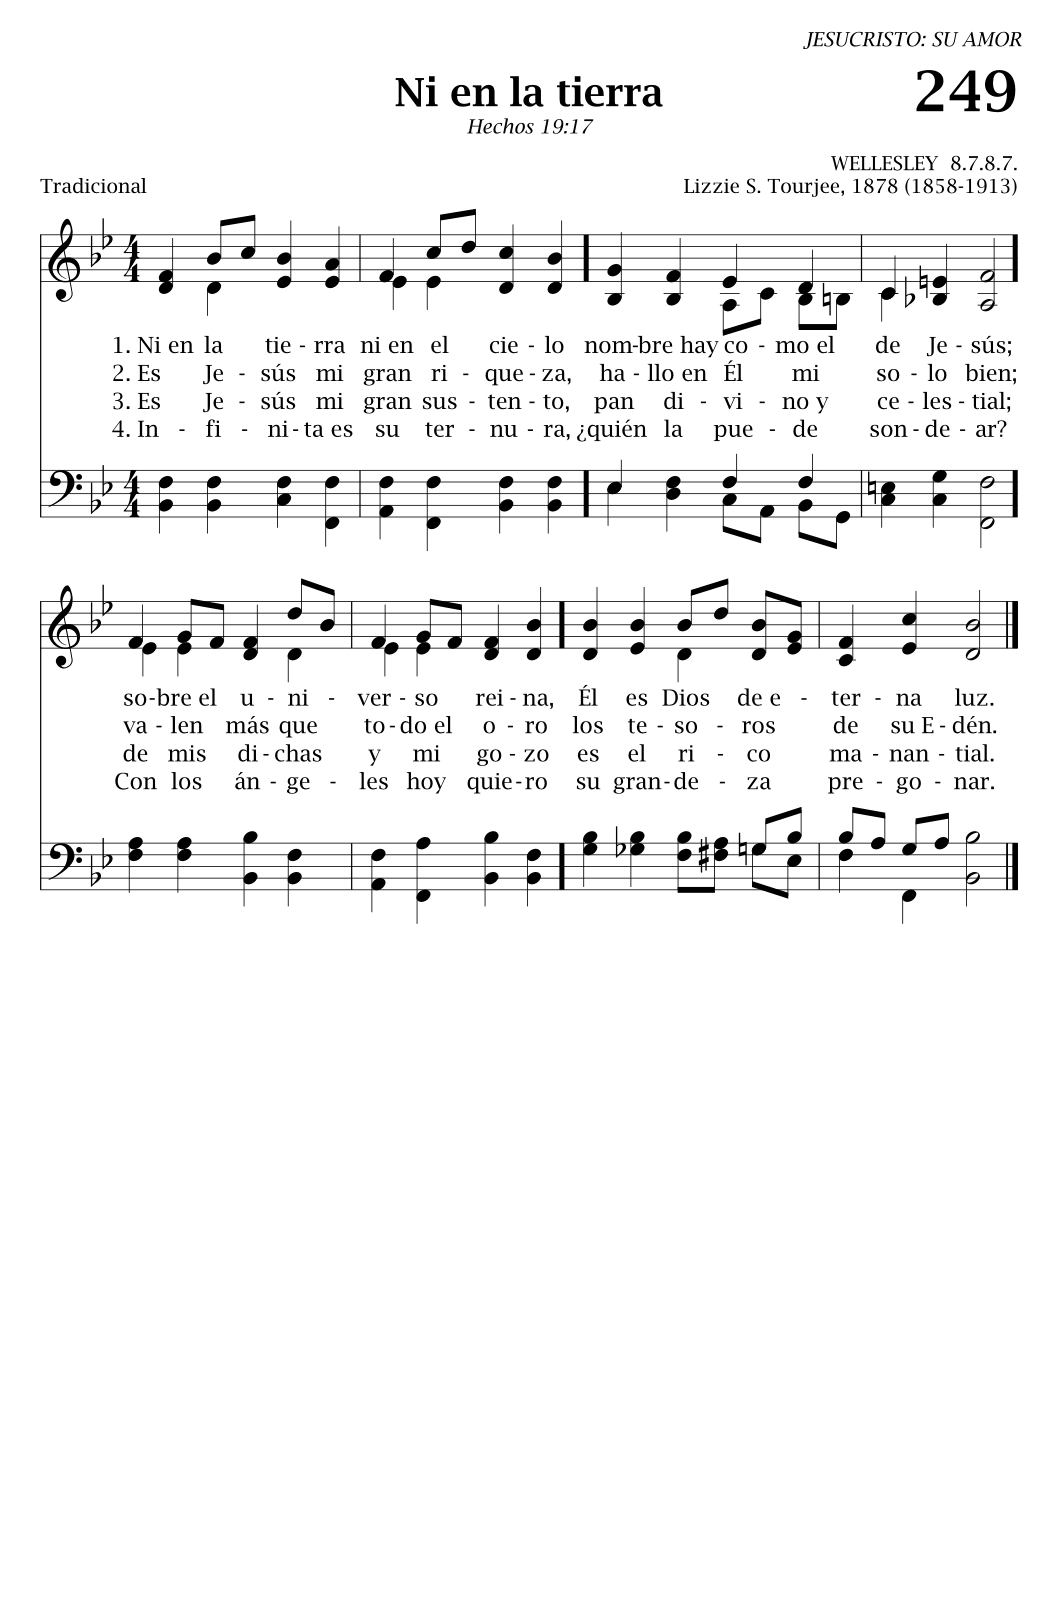 JESUCRISTO: SU AMOR
249
Ni en la tierra
Hechos 19:17
WELLESLEY 8.7.8.7.
Tradicional
Lizzie S. Tourjee, 1878 (1858-1913)
1. Ni en la tie - rra ni en el cie - lo nom-bre hay co - mo el de Je - sús;
2. Es Je - sús mi gran ri - que - za, ha - llo en Él mi so - lo bien;
3. Es Je - sús mi gran sus - ten - to, pan di - vi - no y ce - les - tial;
4. In - fi - ni - ta es su ter - nu - ra, ¿quién la pue - de son - de - ar?
so-bre el u - ni - ver - so rei - na, Él es Dios de e - ter - na luz.
va - len más que to - do el o - ro los te - so - ros de su E - dén.
de mis di - chas y mi go - zo es el ri - co ma - nan - tial.
Con los án - ge - les hoy quie - ro su gran - de - za pre - go - nar.